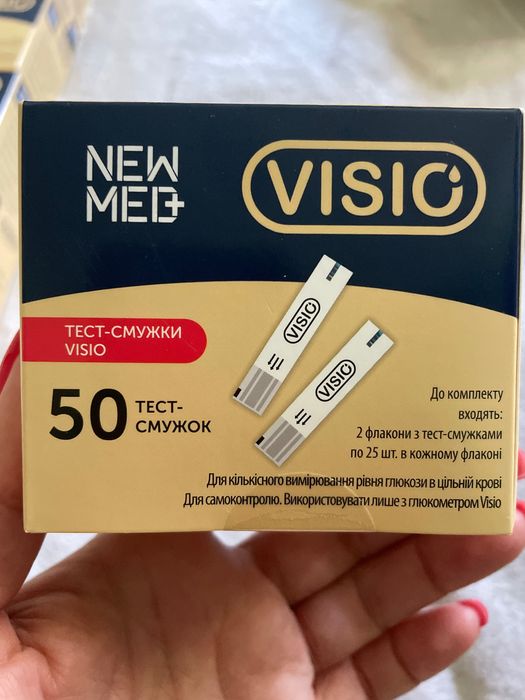 NEW
MED+
VISIO
VISIO
VISIO
ТЕСТ-СМУЖКИ
VISIO
50 ТЕСТ-
СМУЖОК
До комплекту
входять:
2 флакони з тест-смужками
по 25 шт. в кожному флаконі
Для кількісного вимірювання рівня глюкози в цільній крові
Для самоконтролю. Використовувати лише з глюкометром Visio